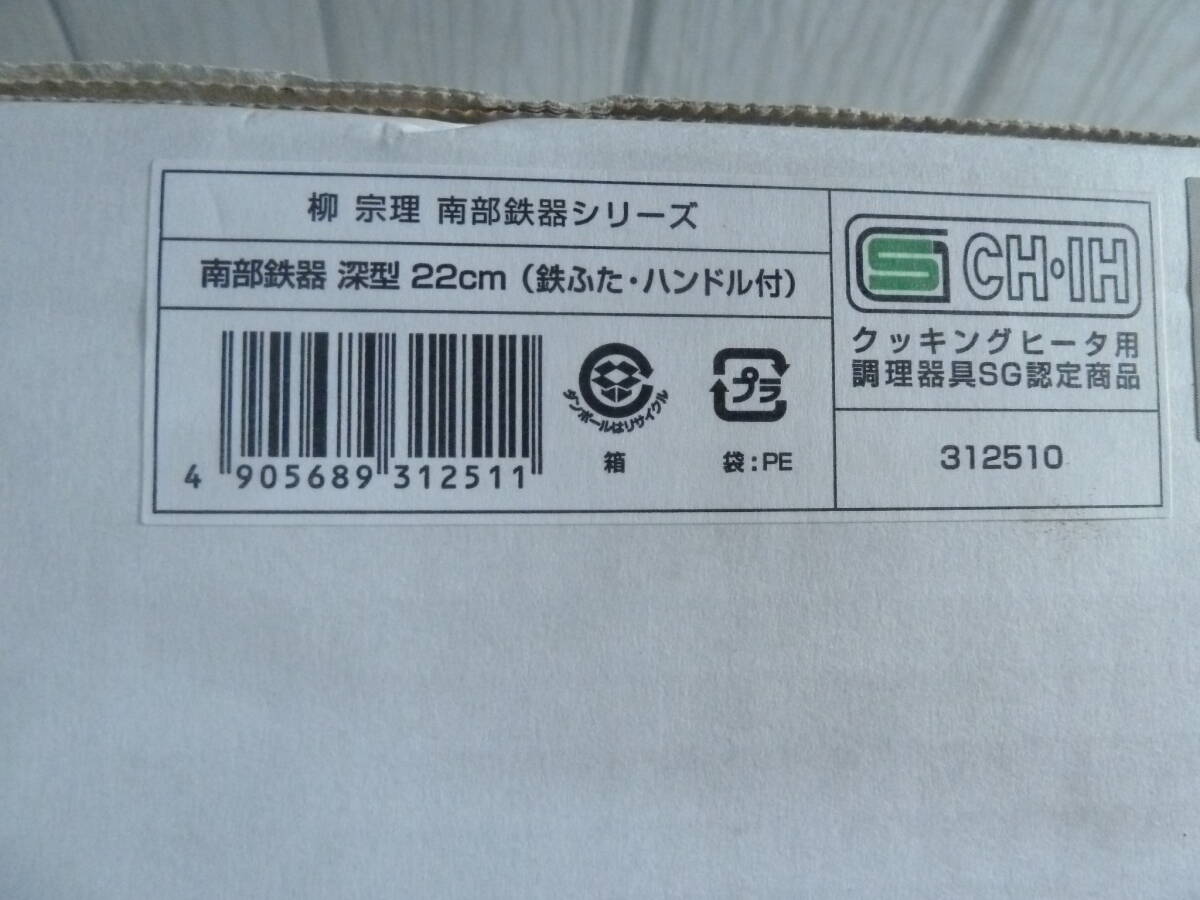 柳 宗理 南部鉄器シリーズ
南部鉄器 深型 22cm（鉄ふた・ハンドル付）
4 905689 312511
ダンボールはリサイクル
箱
プラ
袋：PE
S CH・IH
クッキングヒータ用
調理器具SG認定商品
312510